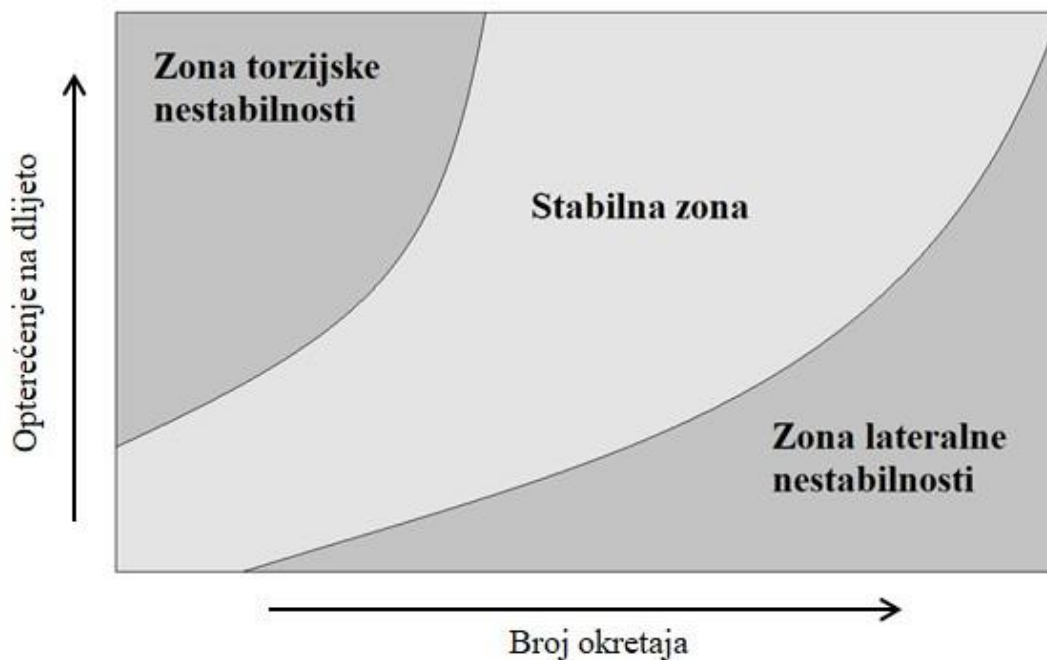 Zona torzijske
nestabilnosti
Stabilna zona
Zona lateralne
nestabilnosti
Opterećenje na dlijeto
Broj okretaja